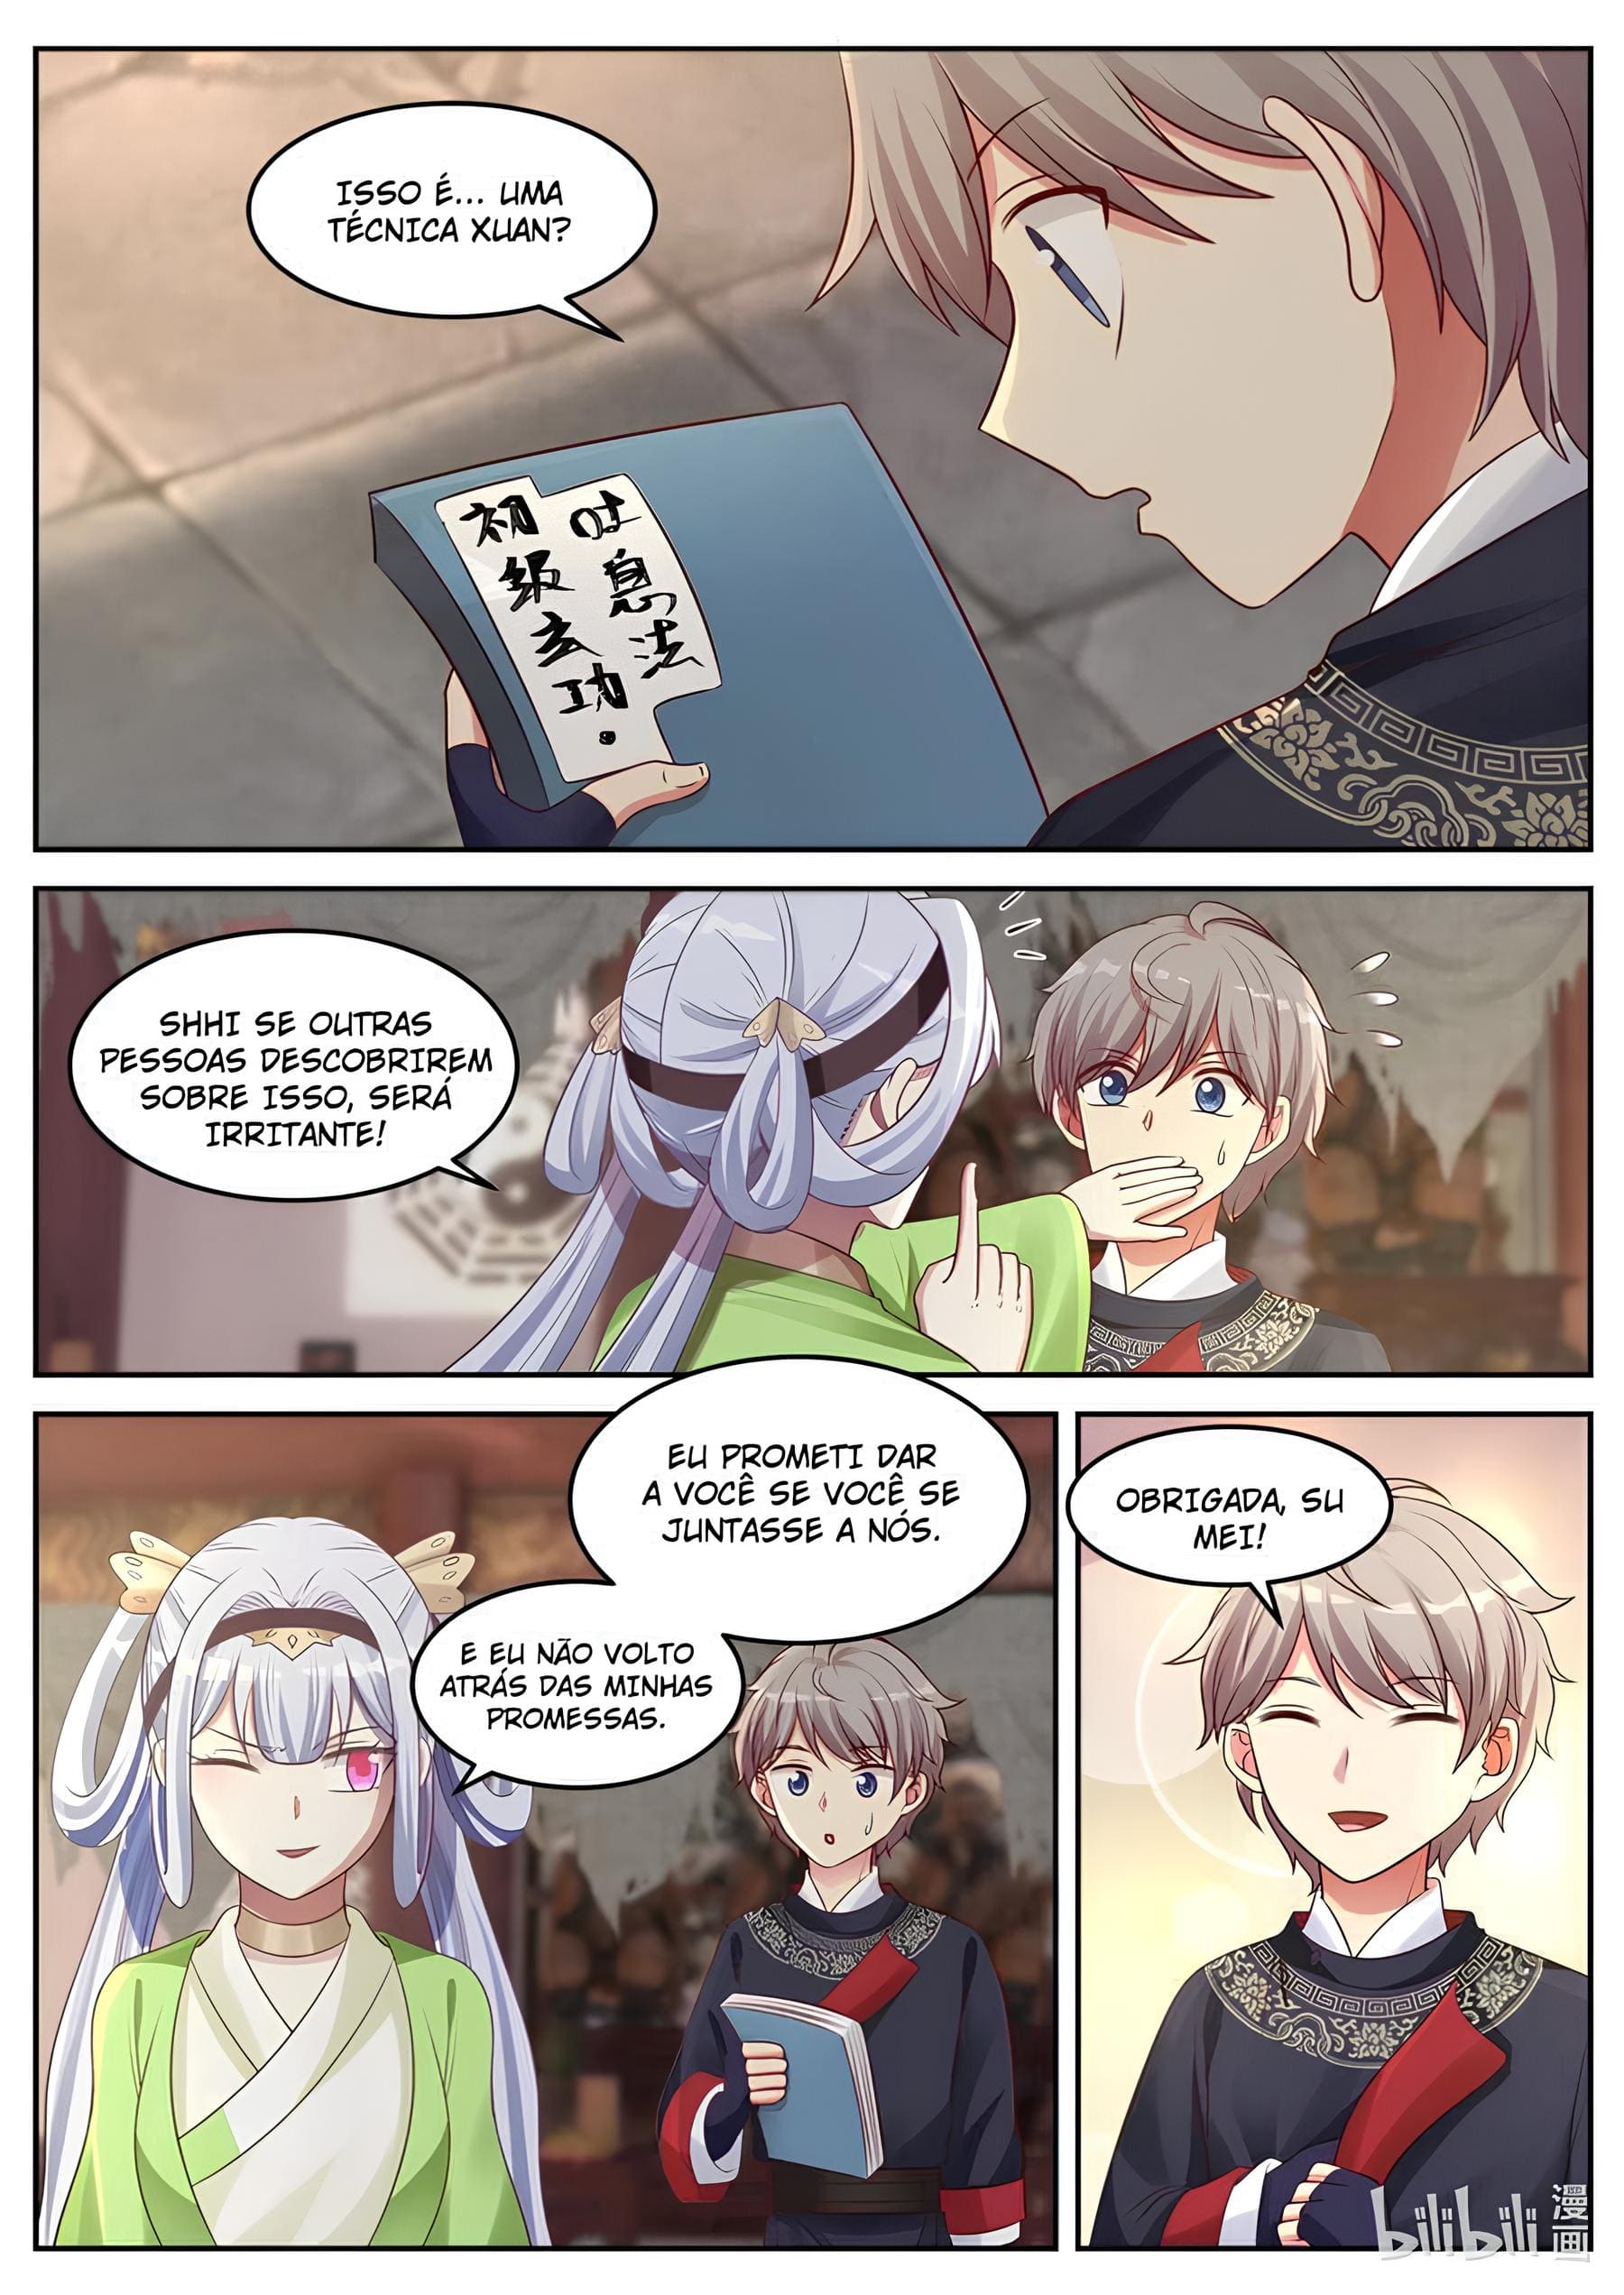 ISSO É... UMA
TÉCNICA XUAN?
初级玄功·
吐息法
SHHI SE OUTRAS
PESSOAS DESCOBRIREM
SOBRE ISSO, SERÁ
IRRITANTE!
EU PROMETI DAR
A VOCÊ SE VOCÊ SE
JUNTASSE A NÓS.
E EU NÃO VOLTO
ATRÁS DAS MINHAS
PROMESSAS.
OBRIGADA, SU
MEI!
bilibili 漫画